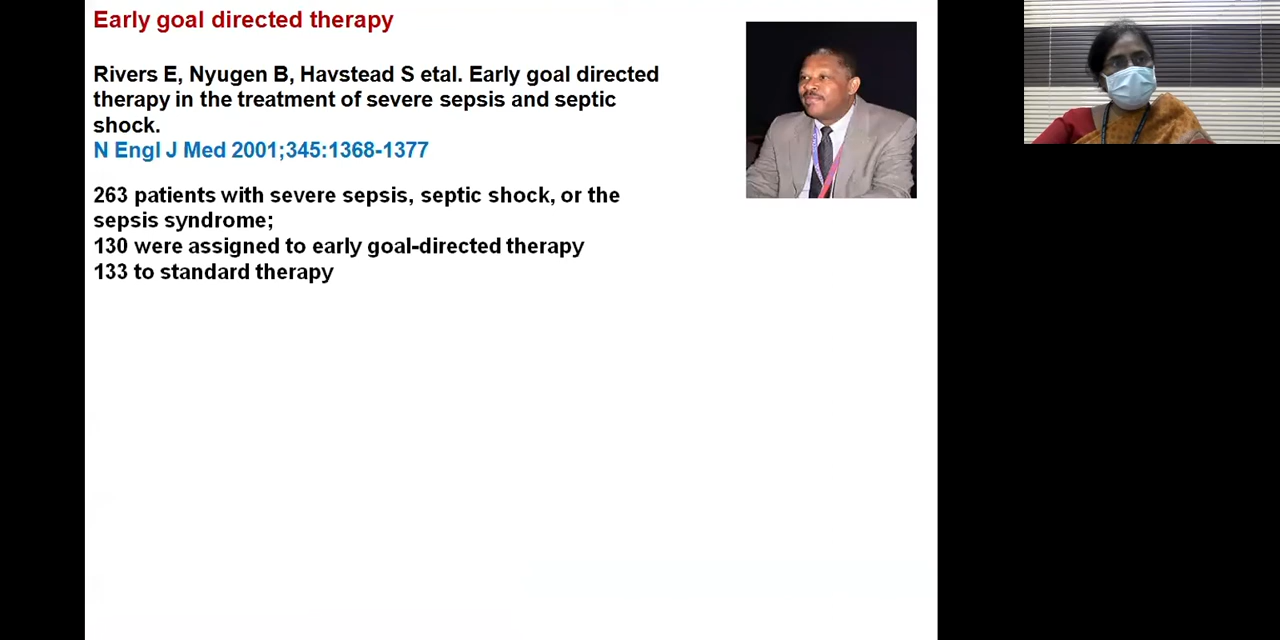 Early goal directed therapy
Rivers E, Nyugen B, Havstead S etal. Early goal directed
therapy in the treatment of severe sepsis and septic
shock.
N Engl J Med 2001;345:1368-1377
263 patients with severe sepsis, septic shock, or the
sepsis syndrome;
130 were assigned to early goal-directed therapy
133 to standard therapy